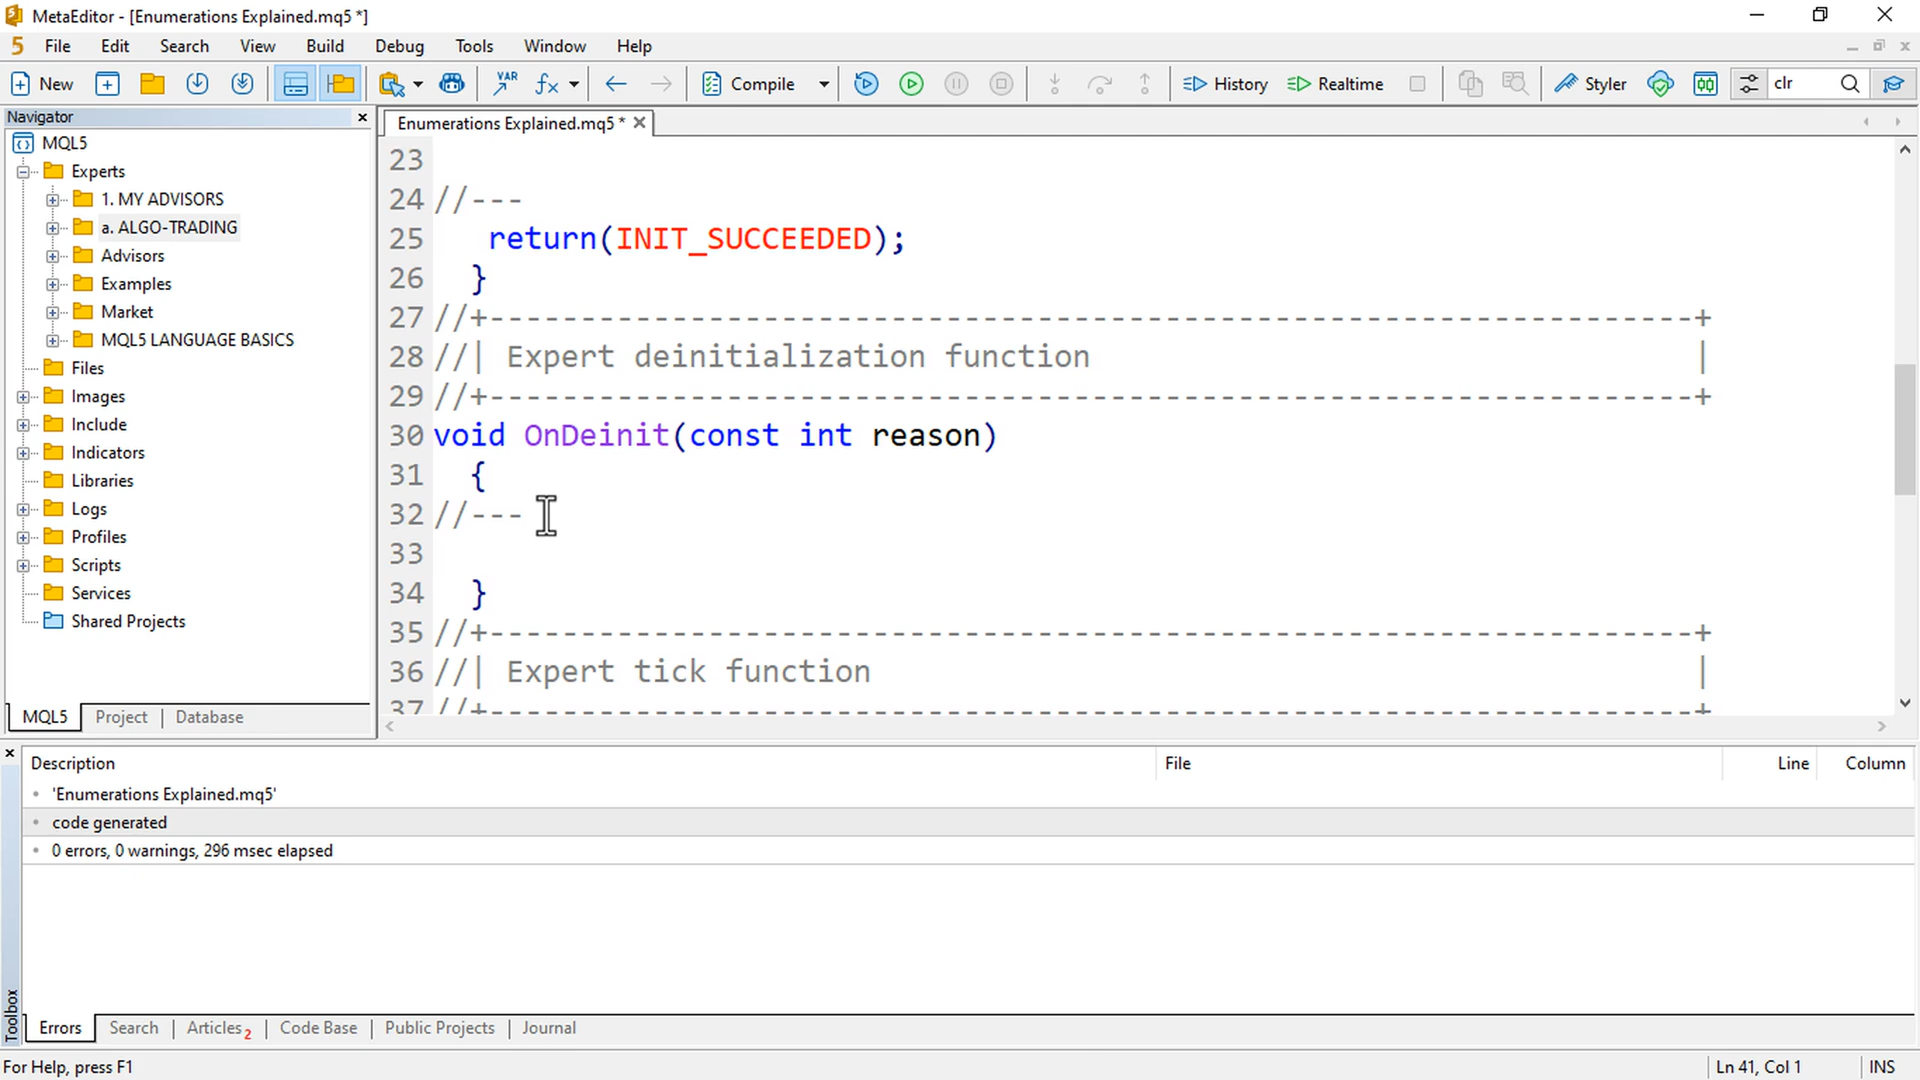 MetaEditor - [Enumerations Explained.mq5 *]
5 File Edit Search View Build Debug Tools Window Help
New VAR Compile History Realtime Styler clr
Navigator
MQL5
Experts
1. MY ADVISORS
a. ALGO-TRADING
Advisors
Examples
Market
MQL5 LANGUAGE BASICS
Files
Images
Include
Indicators
Libraries
Logs
Profiles
Scripts
Services
Shared Projects
MQL5 Project Database
Enumerations Explained.mq5 *
23
24 //---
25 return(INIT_SUCCEEDED);
26 }
27 //+------------------------------------------------------------------+
28 //| Expert deinitialization function |
29 //+------------------------------------------------------------------+
30 void OnDeinit(const int reason)
31 {
32 //---
33
34 }
35 //+------------------------------------------------------------------+
36 //| Expert tick function |
37 //+------------------------------------------------------------------+
Description File Line Column
'Enumerations Explained.mq5'
code generated
0 errors, 0 warnings, 296 msec elapsed
Toolbox
Errors Search Articles 2 Code Base Public Projects Journal
For Help, press F1 Ln 41, Col 1 INS